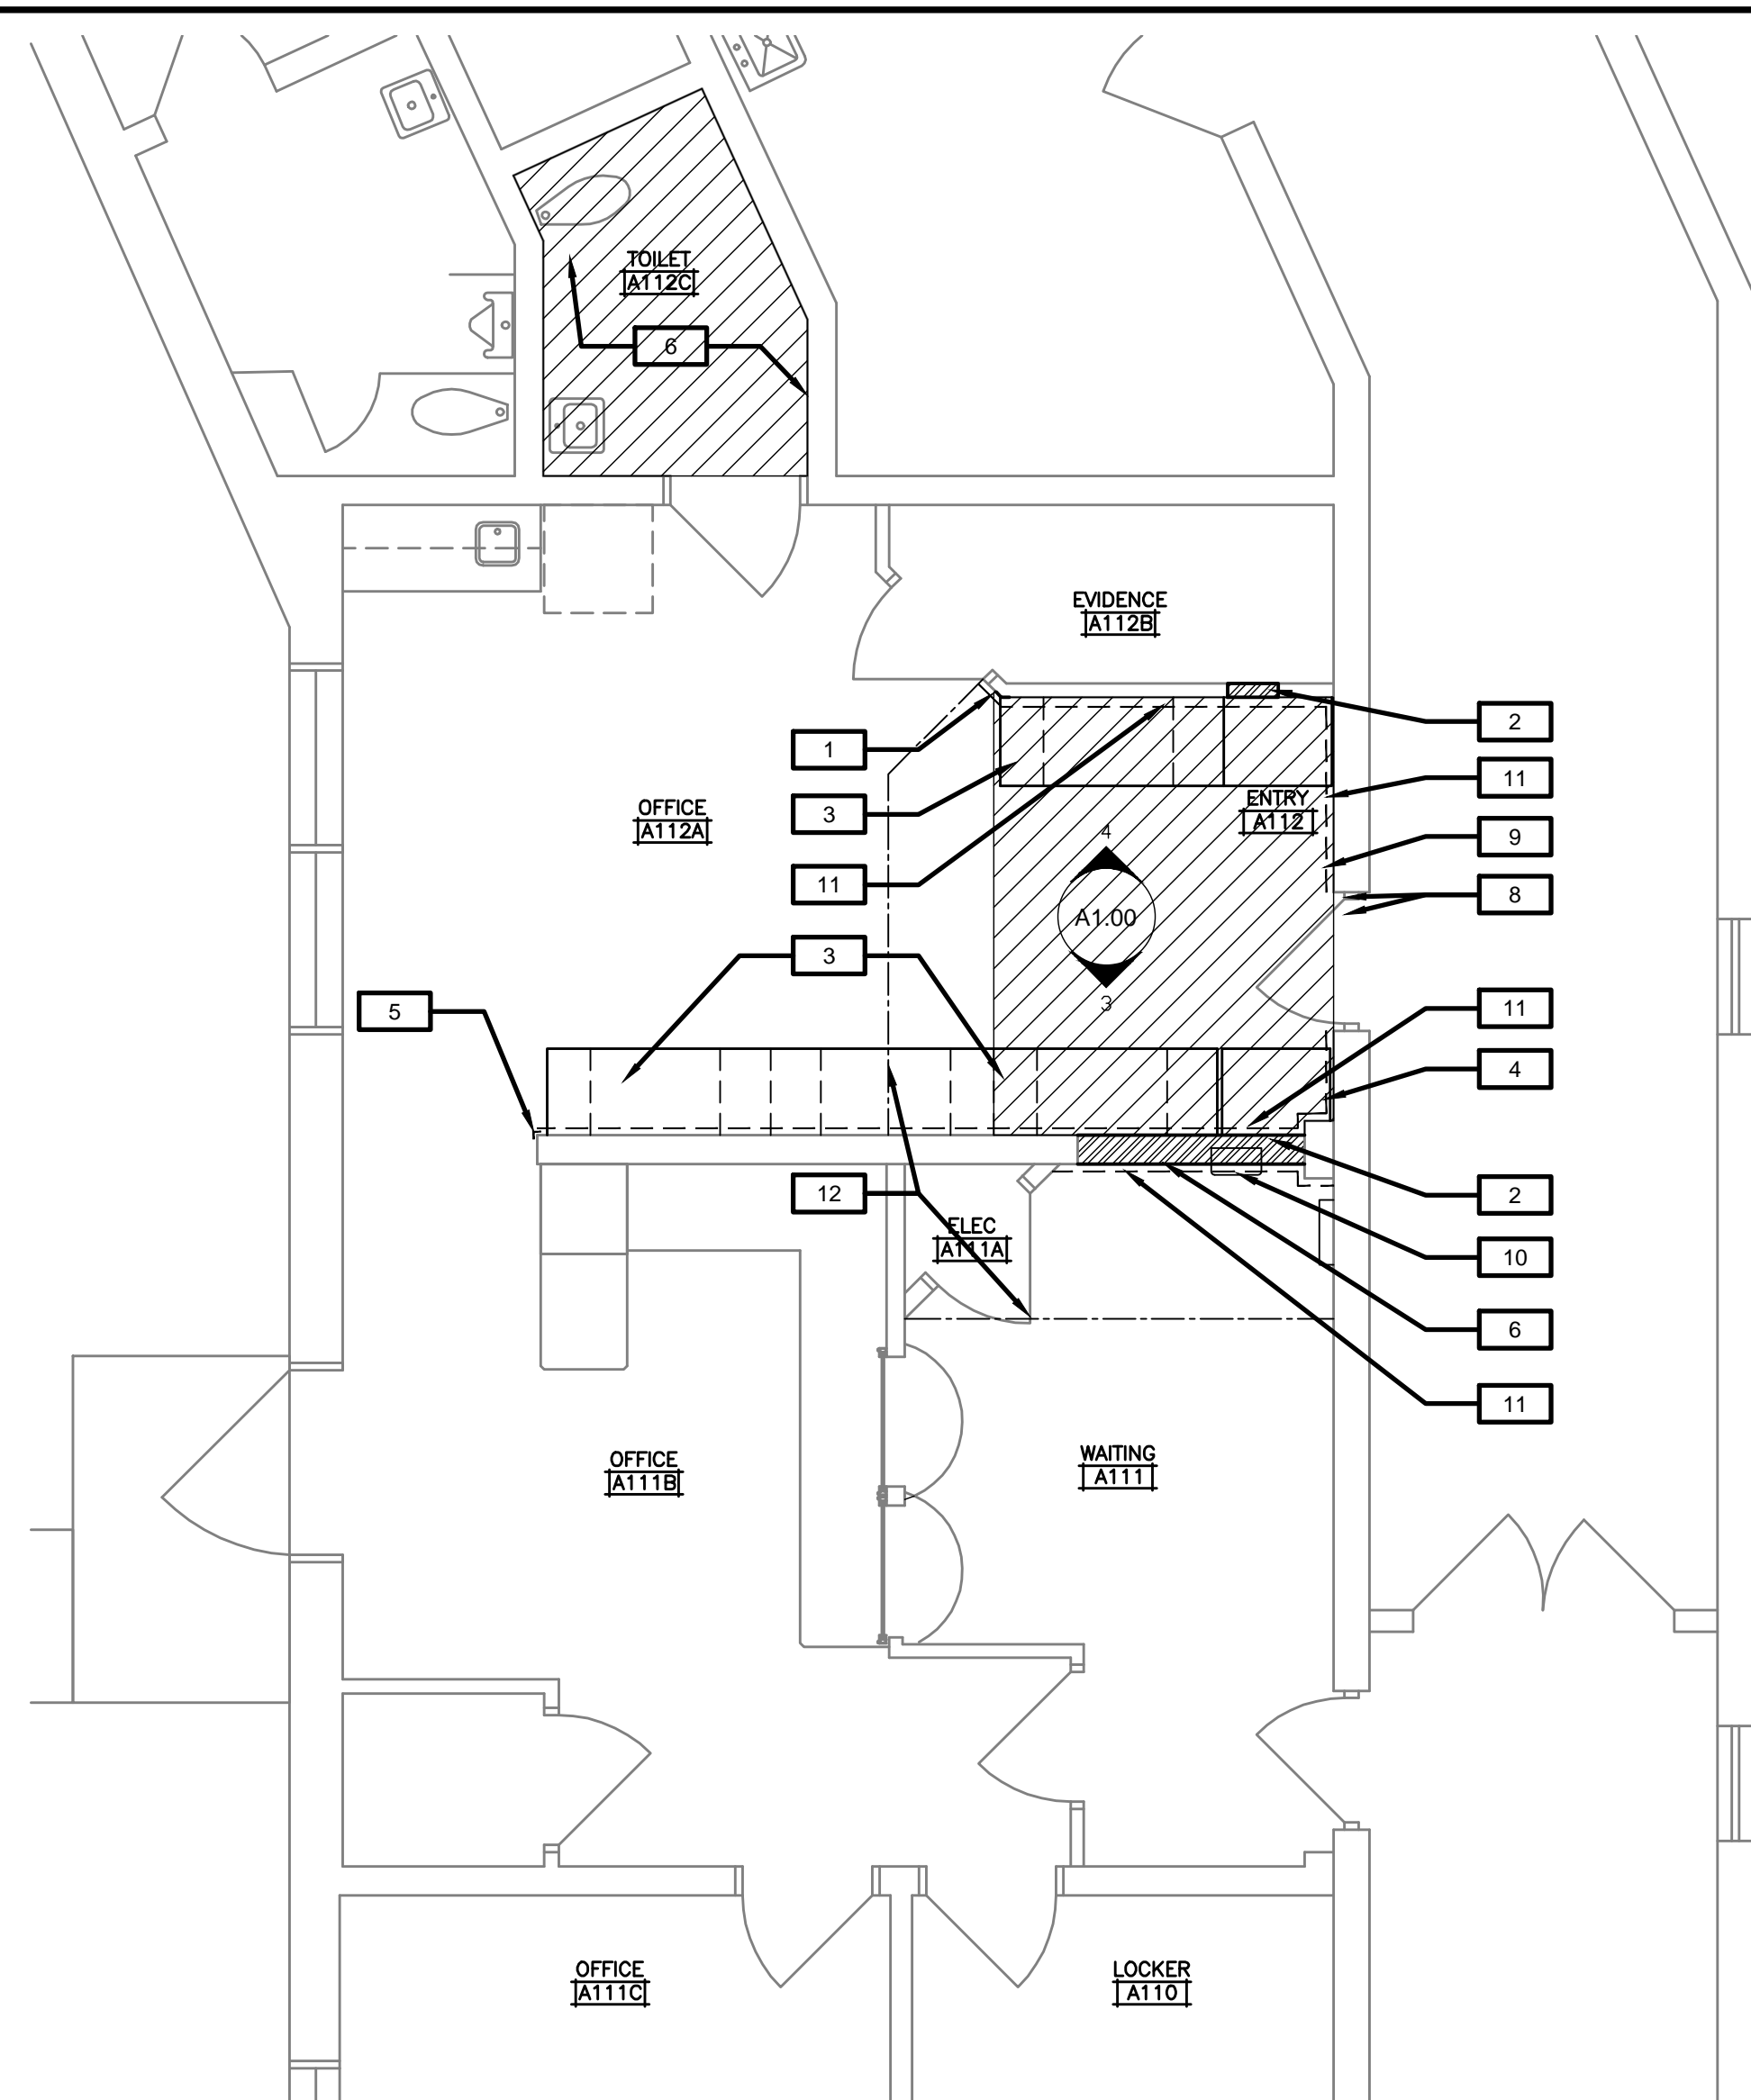 TOILET
A112C
6
EVIDENCE
A112B
2
1
11
OFFICE
A112A
3
ENTRY
A112
4
9
11
8
A1.00
3
3
5
11
4
12
2
ELEC
A111A
10
6
11
OFFICE
A111B
WAITING
A111
OFFICE
A111C
LOCKER
A110